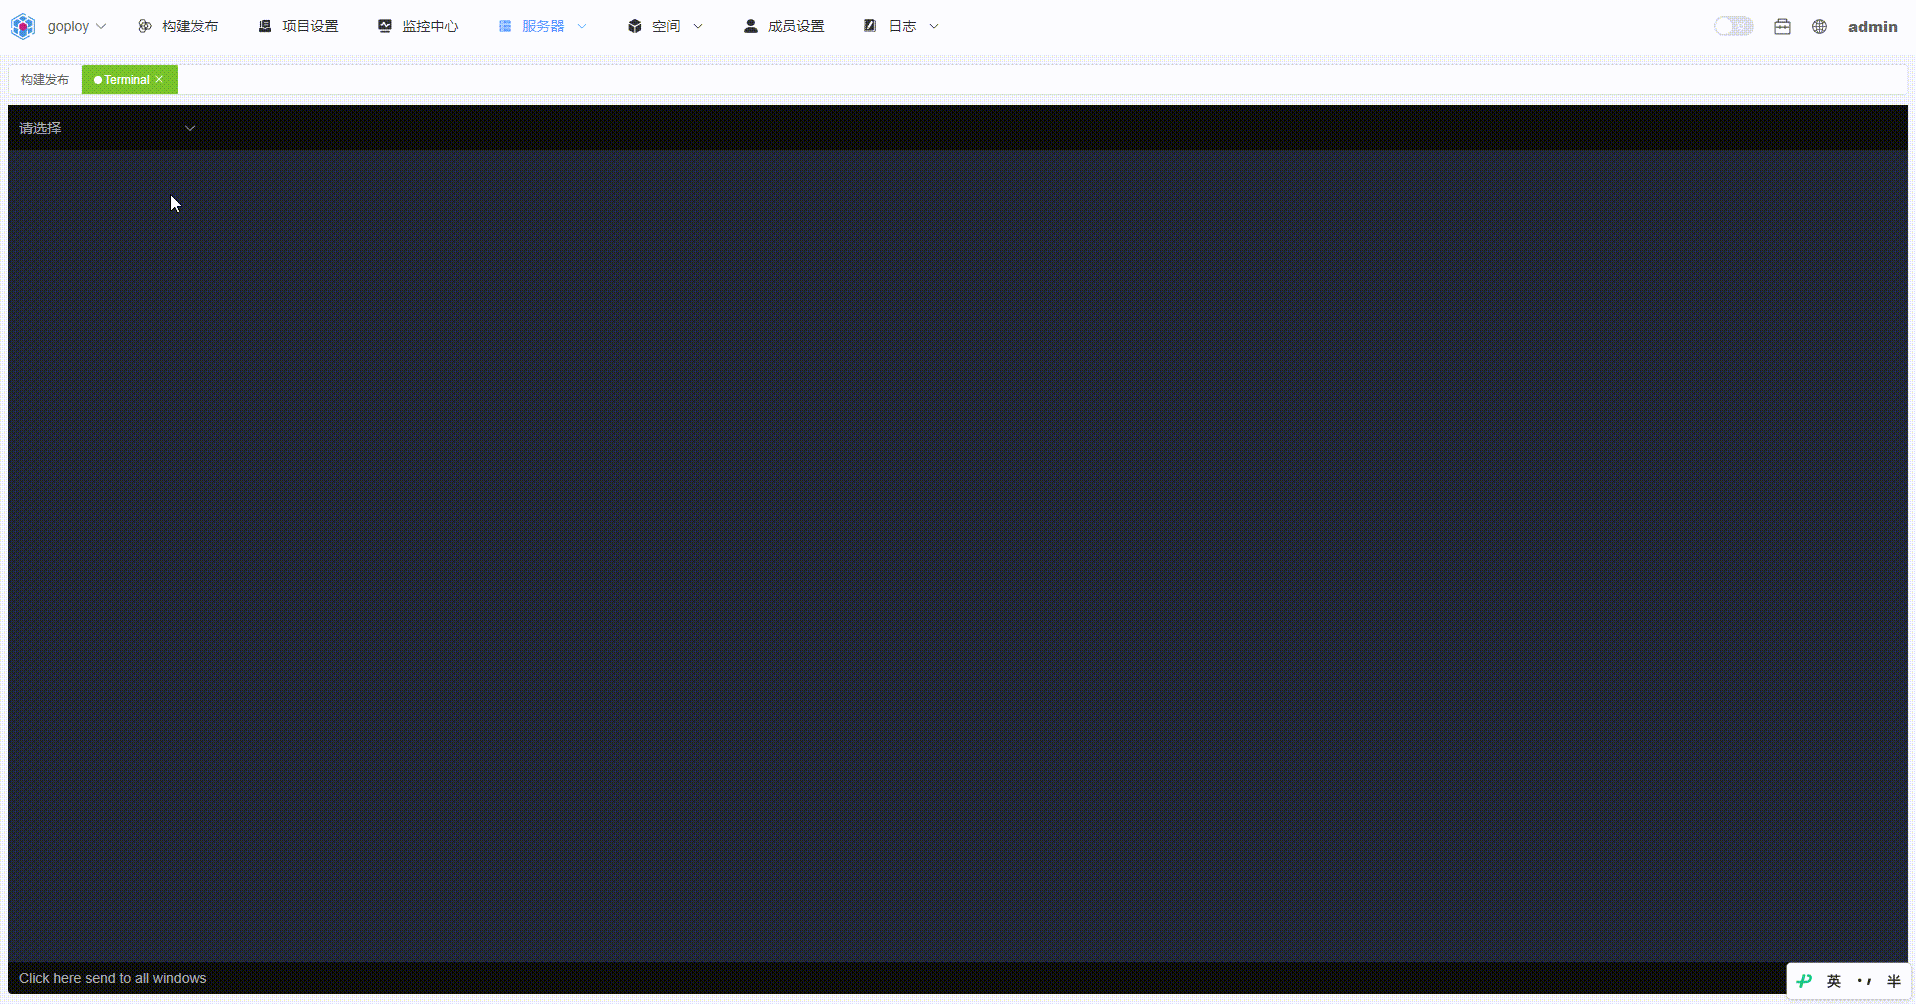 goploy 构建发布 项目设置 监控中心 服务器 空间 成员设置 日志 admin
构建发布 Terminal
请选择
Click here send to all windows
英 半